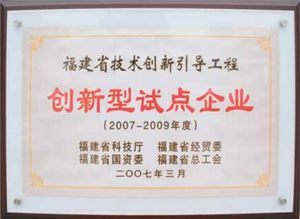 福建省技术创新引导工程
创新型试点企业
(2007-2009年度)
福建省科技厅 福建省经贸委
福建省国资委 福建省总工会
二〇〇七年三月